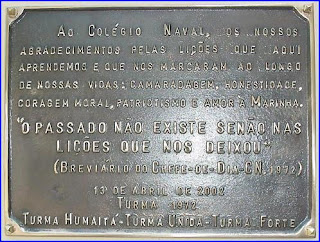 AO COLÉGIO NAVAL, OS NOSSOS
AGRADECIMENTOS PELAS LIÇÕES QUE AQUI
APRENDEMOS E QUE NOS MARCARAM AO LONGO
DE NOSSAS VIDAS: CAMARADAGEM, HONESTIDADE,
CORAGEM MORAL, PATRIOTISMO E AMOR À MARINHA.
"O PASSADO NÃO EXISTE SENÃO NAS
LIÇÕES QUE NOS DEIXOU"
(BREVIÁRIO DO CHEFE-DE-DIA-CN, 1972)
13 DE ABRIL DE 2002
TURMA 1972
TURMA HUMAITÁ-TURMA UNIDA-TURMA FORTE